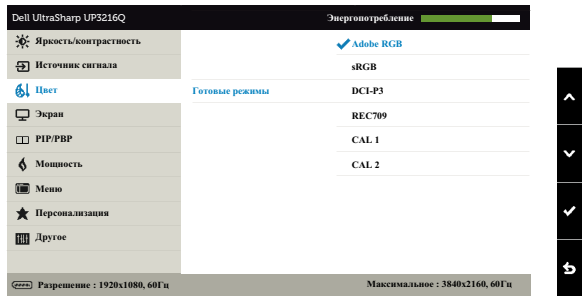 Dell UltraSharp UP3216Q Энергопотребление
Яркость/контрастность Adobe RGB
Источник сигнала sRGB
Цвет Готовые режимы DCI-P3
Экран REC709
PIP/PBP CAL 1
Мощность CAL 2
Меню
Персонализация
Другое
Разрешение : 1920x1080, 60Гц Максимальное : 3840x2160, 60Гц